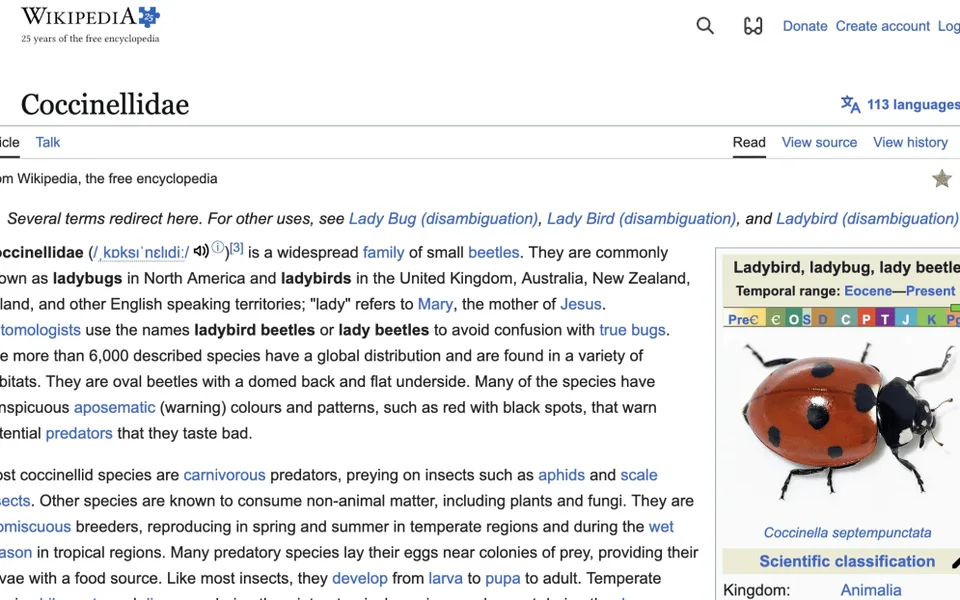 WIKIPEDIA 25
25 years of the free encyclopedia
Donate Create account Log
Coccinellidae
113 languages
icle Talk
Read View source View history
om Wikipedia, the free encyclopedia
Several terms redirect here. For other uses, see Lady Bug (disambiguation), Lady Bird (disambiguation), and Ladybird (disambiguation)
occinellidae (/ˌkɒksɪˈnɛlɪdiː/ ⓘ)[3] is a widespread family of small beetles. They are commonly
own as ladybugs in North America and ladybirds in the United Kingdom, Australia, New Zealand,
land, and other English speaking territories; "lady" refers to Mary, the mother of Jesus.
tomologists use the names ladybird beetles or lady beetles to avoid confusion with true bugs.
e more than 6,000 described species have a global distribution and are found in a variety of
bitats. They are oval beetles with a domed back and flat underside. Many of the species have
nspicuous aposematic (warning) colours and patterns, such as red with black spots, that warn
tential predators that they taste bad.
ost coccinellid species are carnivorous predators, preying on insects such as aphids and scale
sects. Other species are known to consume non-animal matter, including plants and fungi. They are
omiscuous breeders, reproducing in spring and summer in temperate regions and during the wet
ason in tropical regions. Many predatory species lay their eggs near colonies of prey, providing their
vae with a food source. Like most insects, they develop from larva to pupa to adult. Temperate
Ladybird, ladybug, lady beetle
Temporal range: Eocene—Present
PreꞒ Ꞓ O S D C P T J K Pg
Coccinella septempunctata
Scientific classification
Kingdom: Animalia